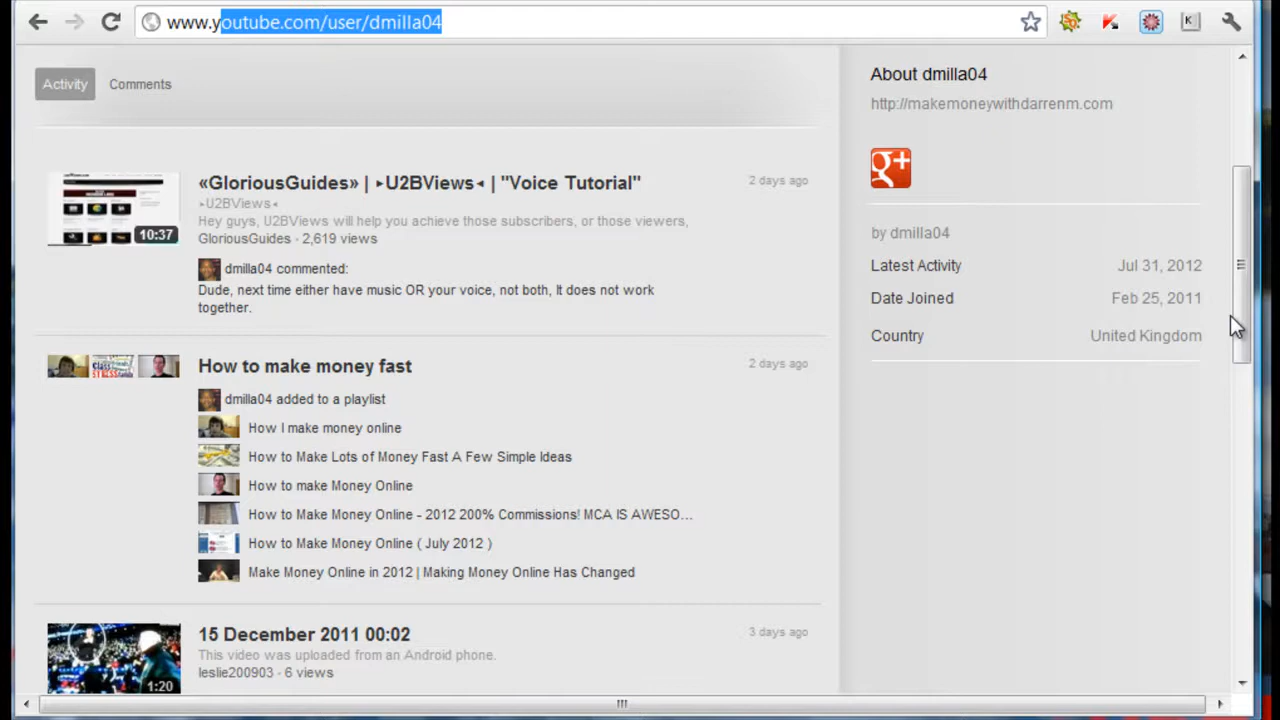 www.youtube.com/user/dmilla04
Activity Comments
«GloriousGuides» | ▸U2BViews◂ | "Voice Tutorial" 2 days ago
▸U2BViews◂
Hey guys, U2BViews will help you achieve those subscribers, or those viewers,
GloriousGuides · 2,619 views
10:37
dmilla04 commented:
Dude, next time either have music OR your voice, not both, It does not work
together.
How to make money fast 2 days ago
dmilla04 added to a playlist
How I make money online
How to Make Lots of Money Fast A Few Simple Ideas
How to make Money Online
How to Make Money Online - 2012 200% Commissions! MCA IS AWESO...
How to Make Money Online ( July 2012 )
Make Money Online in 2012 | Making Money Online Has Changed
15 December 2011 00:02 3 days ago
This video was uploaded from an Android phone.
leslie200903 · 6 views
1:20
About dmilla04
http://makemoneywithdarrenm.com
g+
by dmilla04
Latest Activity Jul 31, 2012
Date Joined Feb 25, 2011
Country United Kingdom